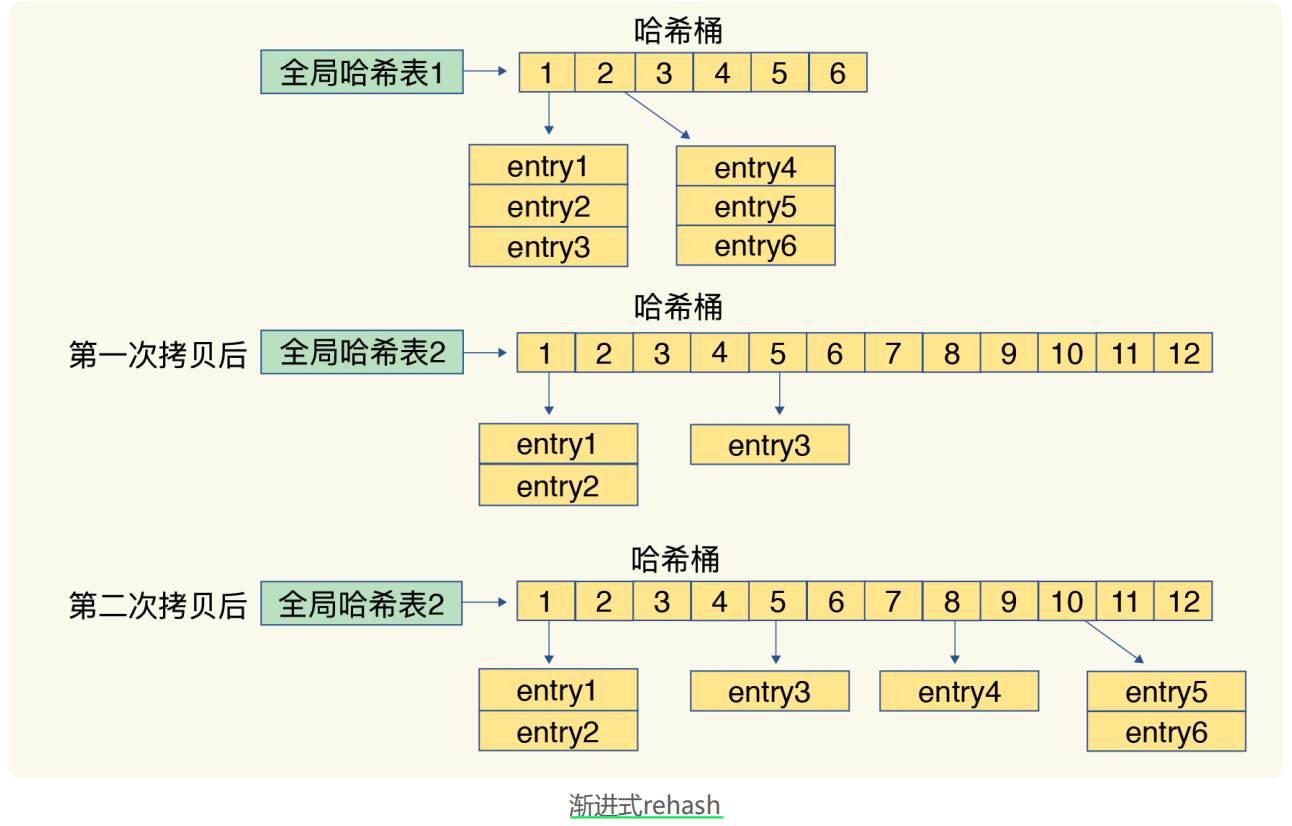 哈希桶
全局哈希表1 1 2 3 4 5 6
entry1 entry4
entry2 entry5
entry3 entry6
哈希桶
第一次拷贝后 全局哈希表2 1 2 3 4 5 6 7 8 9 10 11 12
entry1 entry3
entry2
哈希桶
第二次拷贝后 全局哈希表2 1 2 3 4 5 6 7 8 9 10 11 12
entry1 entry3 entry4 entry5
entry2 entry6
渐进式rehash